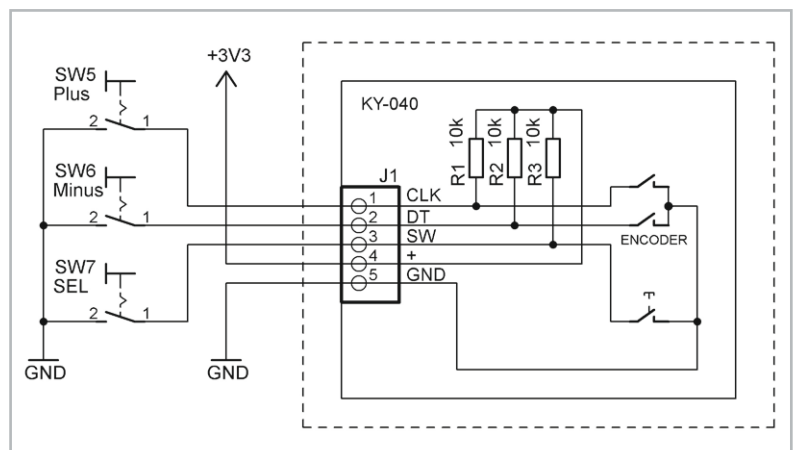 +3V3
SW5
Plus
2 1
SW6
Minus
2 1
SW7
SEL
2 1
GND
GND
KY-040
J1
1 CLK
2 DT
3 SW
4 +
5 GND
R1 10k
R2 10k
R3 10k
ENCODER